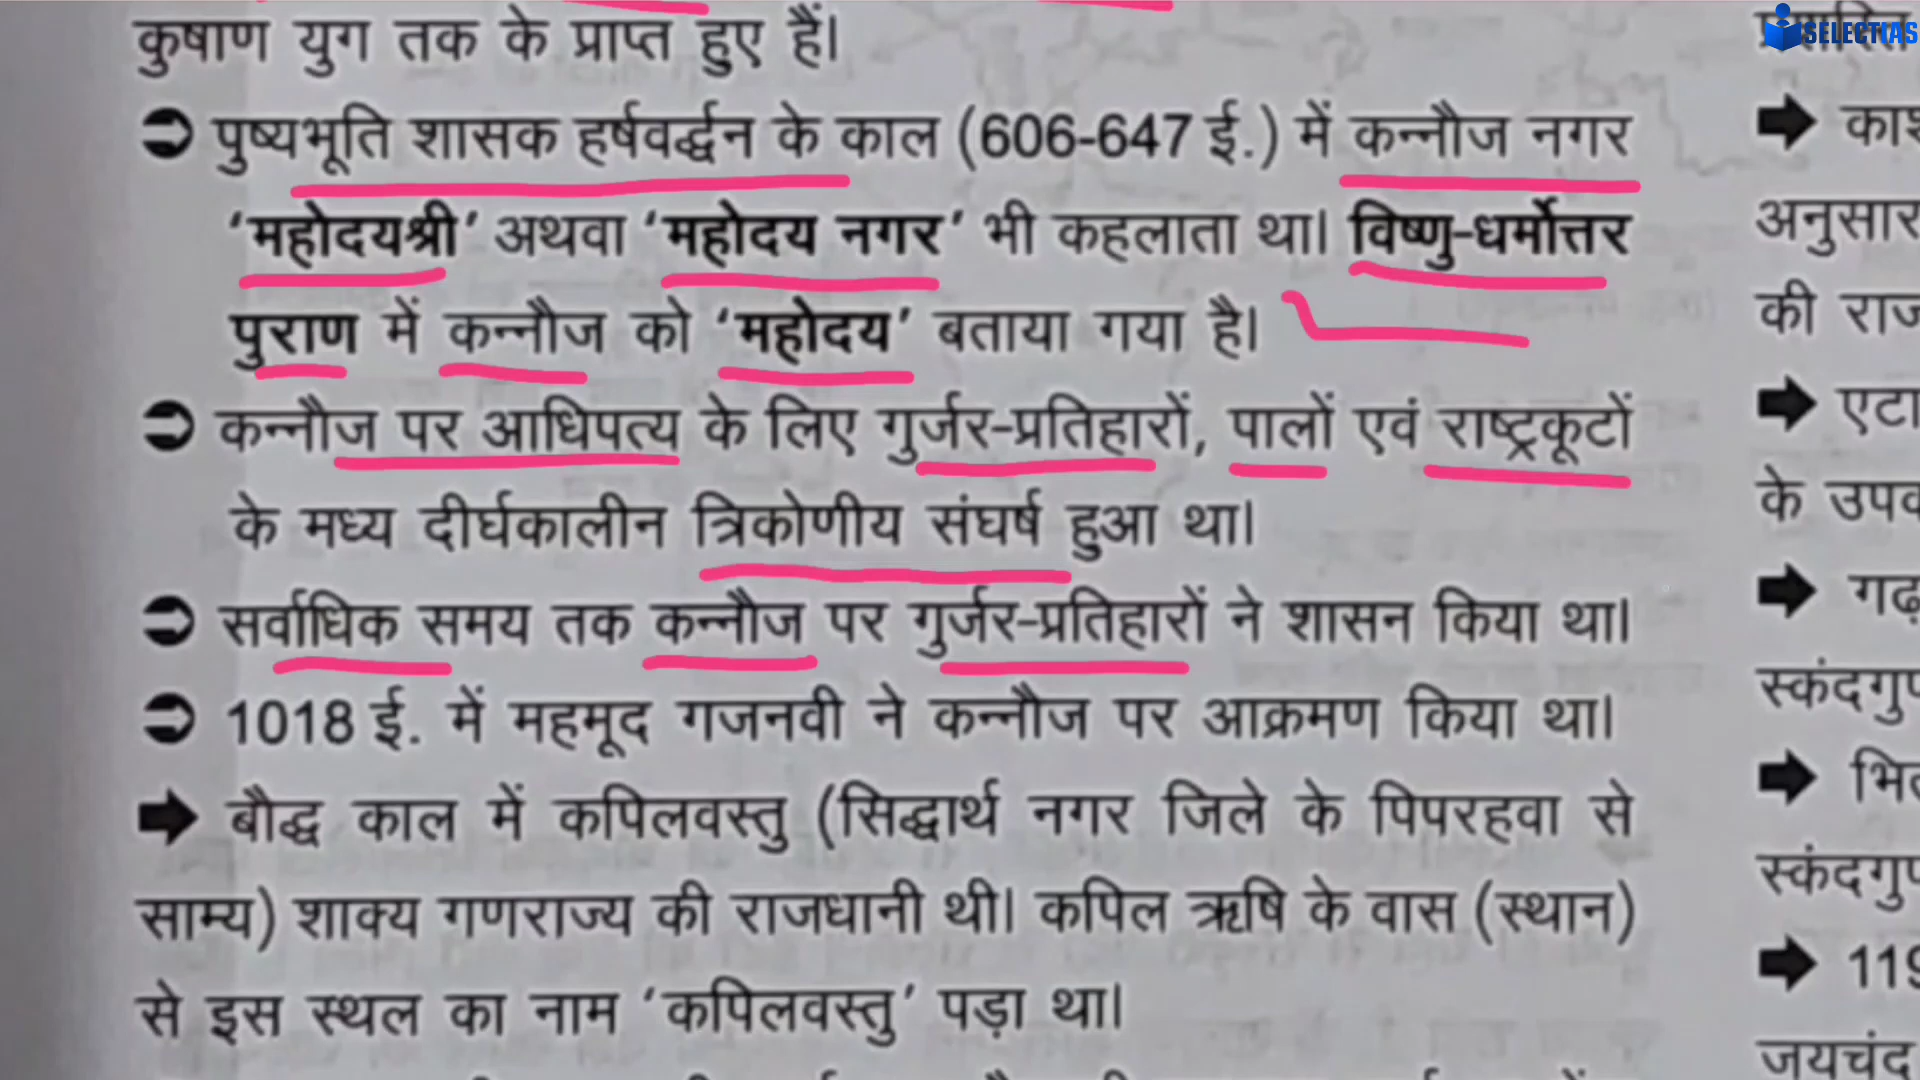 कुषाण युग तक के प्राप्त हुए हैं।
➲ पुष्यभूति शासक हर्षवर्द्धन के काल (606-647 ई.) में कन्नौज नगर
‘महोदयश्री’ अथवा ‘महोदय नगर’ भी कहलाता था। विष्णु-धर्मोत्तर
पुराण में कन्नौज को ‘महोदय’ बताया गया है।
➲ कन्नौज पर आधिपत्य के लिए गुर्जर-प्रतिहारों, पालों एवं राष्ट्रकूटों
के मध्य दीर्घकालीन त्रिकोणीय संघर्ष हुआ था।
➲ सर्वाधिक समय तक कन्नौज पर गुर्जर-प्रतिहारों ने शासन किया था।
➲ 1018 ई. में महमूद गजनवी ने कन्नौज पर आक्रमण किया था।
➡ बौद्ध काल में कपिलवस्तु (सिद्धार्थ नगर जिले के पिपरहवा से
साम्य) शाक्य गणराज्य की राजधानी थी। कपिल ऋषि के वास (स्थान)
से इस स्थल का नाम ‘कपिलवस्तु’ पड़ा था।
SELECTIAS
➡
अनुसार
की
➡ एटा
के
➡
➡
➡
जयचंद